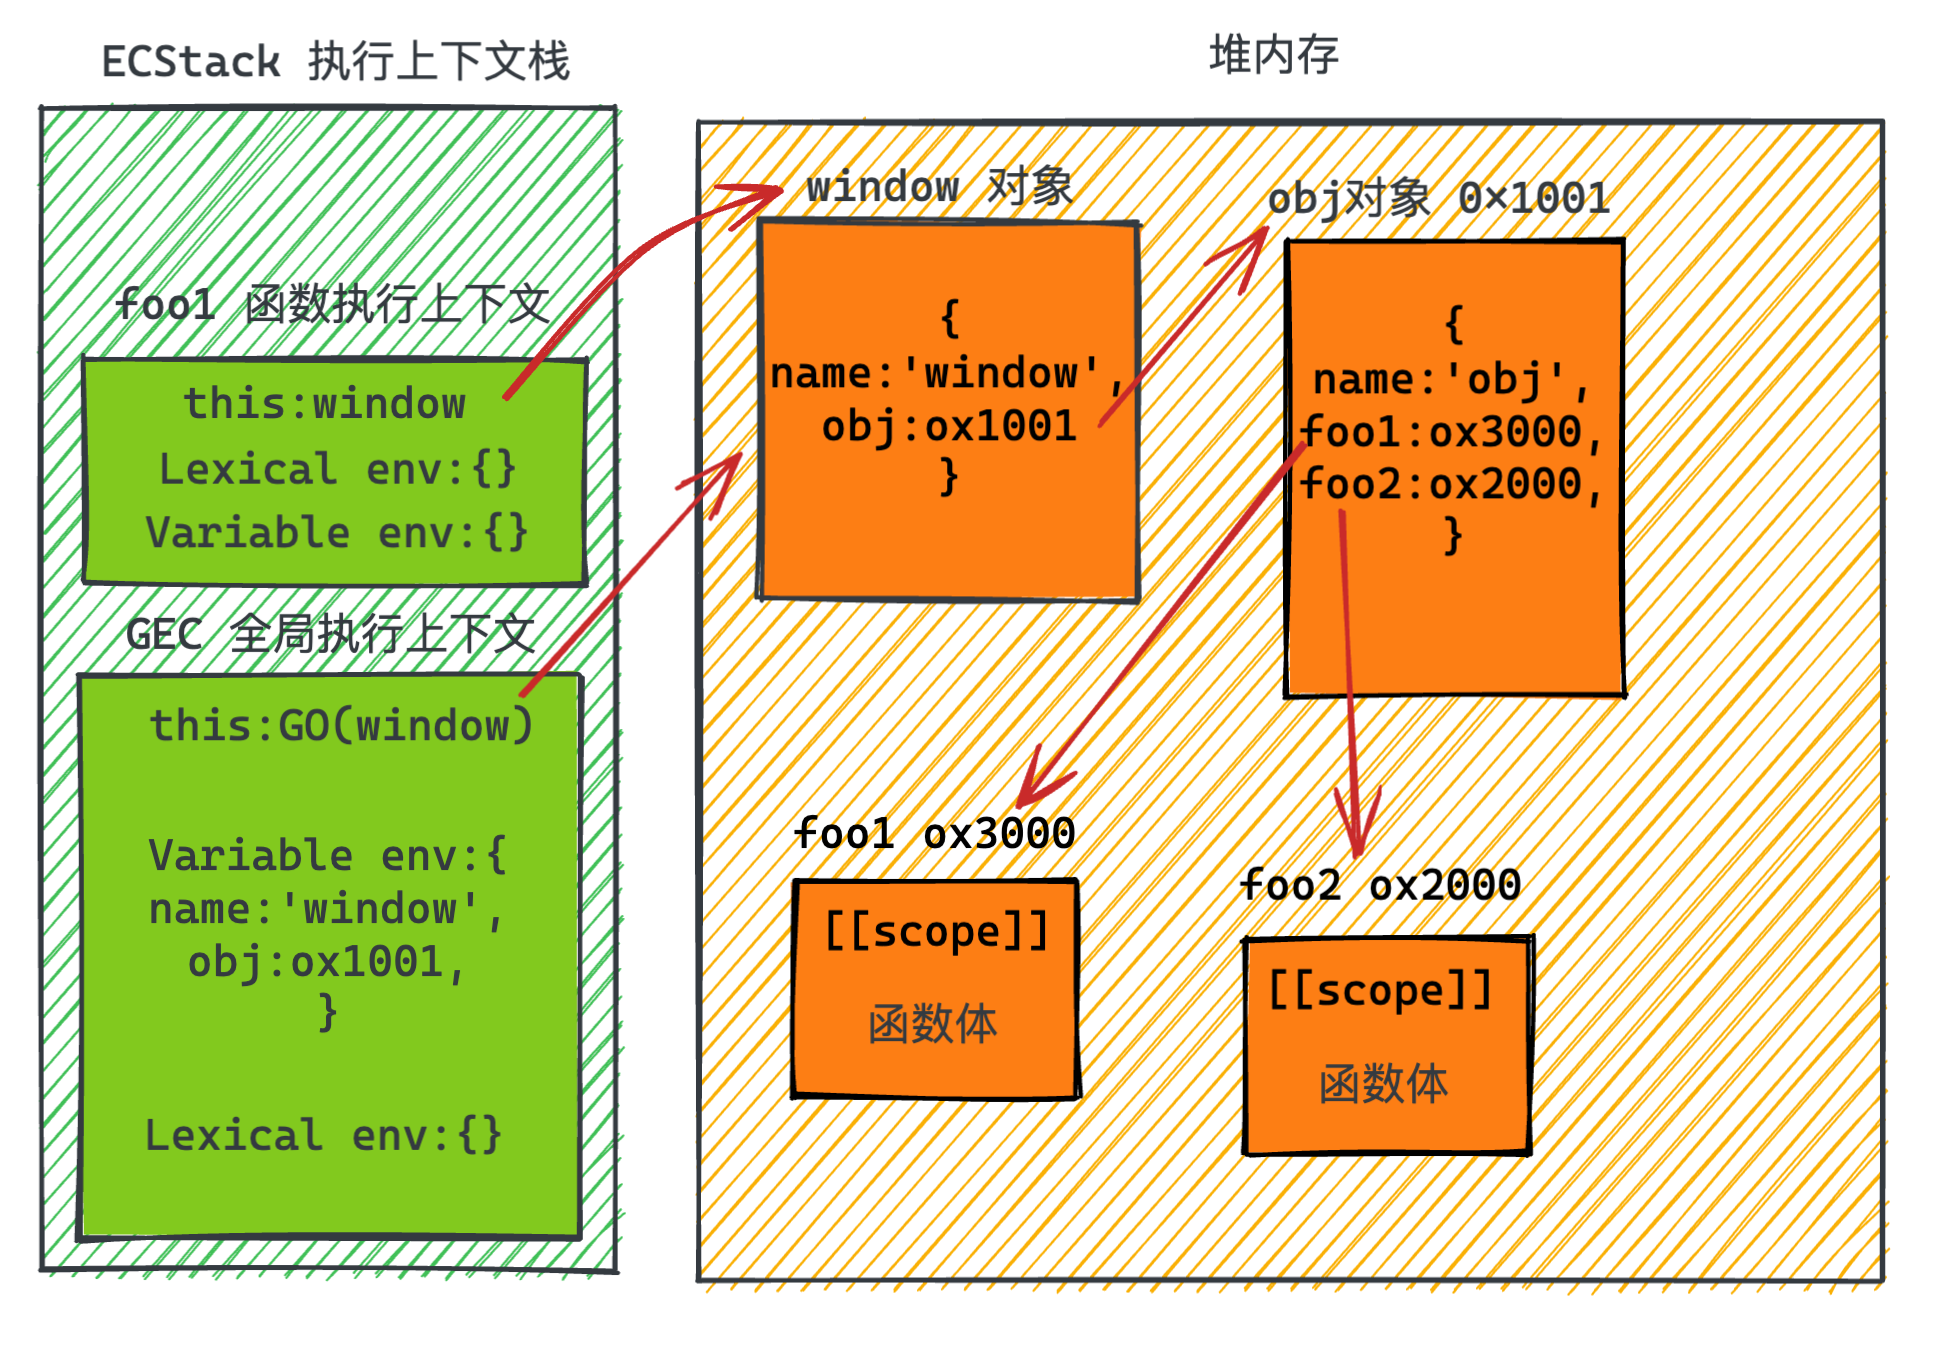 ECStack 执行上下文栈
foo1 函数执行上下文
this:window
Lexical env:{}
Variable env:{}
GEC 全局执行上下文
this:GO(window)
Variable env:{
name:'window',
obj:ox1001,
}
Lexical env:{}
堆内存
window 对象
{
name:'window',
obj:ox1001
}
obj对象 0×1001
{
name:'obj',
foo1:ox3000,
foo2:ox2000,
}
foo1 ox3000
[[scope]]
函数体
foo2 ox2000
[[scope]]
函数体